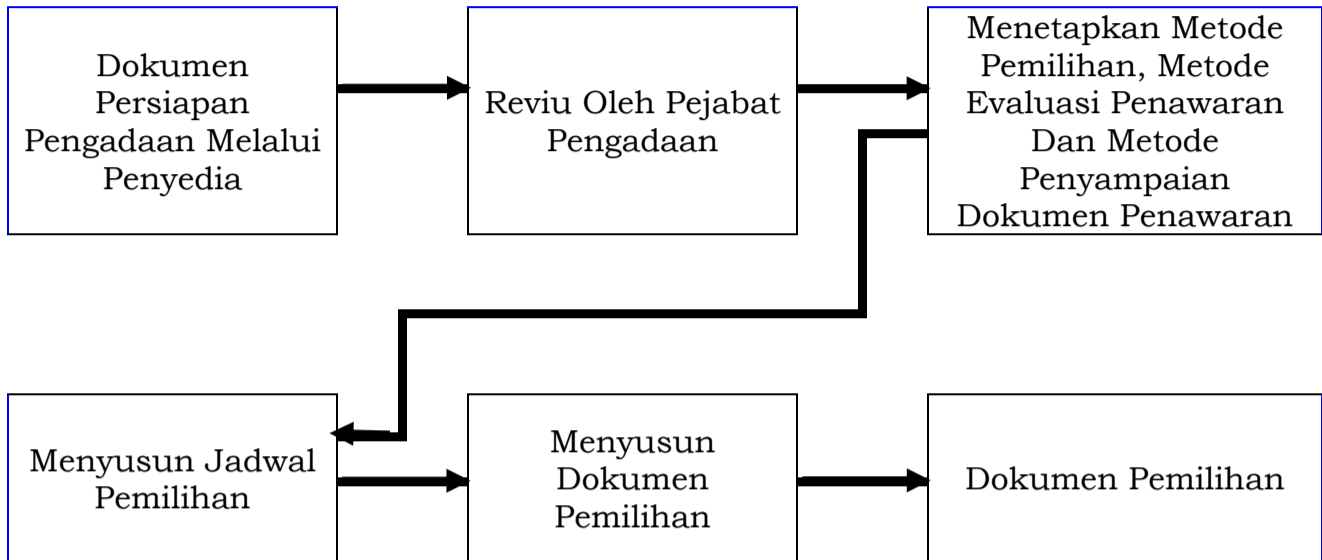 Dokumen
Persiapan
Pengadaan Melalui
Penyedia
Reviu Oleh Pejabat
Pengadaan
Menetapkan Metode
Pemilihan, Metode
Evaluasi Penawaran
Dan Metode
Penyampaian
Dokumen Penawaran
Menyusun Jadwal
Pemilihan
Menyusun
Dokumen
Pemilihan
Dokumen Pemilihan